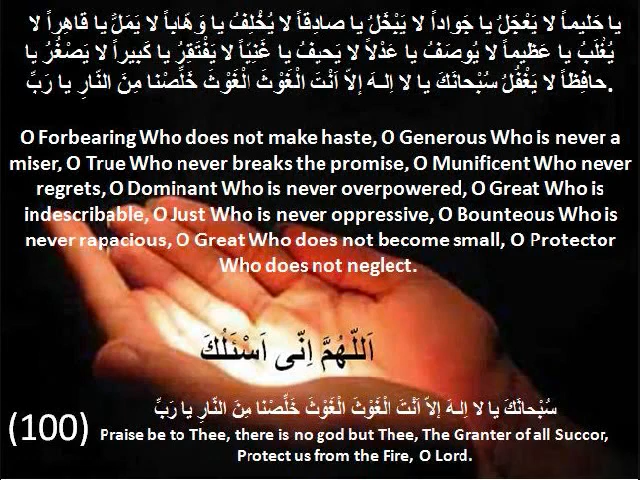 يا حَليماً لا يَعْجَلُ يا جَواداً لا يَبْخَلُ يا صادِقاً لا يُخْلفُ يا وَهّاباً لا يَمَلُّ يا قاهِراً لا
يُغْلَبُ يا عَظيماً لا يُوصَفُ يا عَدْلاً لا يَحيفُ يا غَنِيّاً لا يَفْتَقِرُ يا كَبيراً لا يَصْغُرُ يا
حافِظاً لا يَغْفُلُ سُبْحانَكَ يا لا اِلـهَ إلاّ اَنْتَ الْغَوْثَ الْغَوْثَ خَلِّصْنا مِنَ النّارِ يا رَبِّ.
O Forbearing Who does not make haste, O Generous Who is never a
miser, O True Who never breaks the promise, O Munificent Who never
regrets, O Dominant Who is never overpowered, O Great Who is
indescribable, O Just Who is never oppressive, O Bounteous Who is
never rapacious, O Great Who does not become small, O Protector
Who does not neglect.
اَللّهُمَّ اِنّى اَسْئَلُكَ
سُبْحانَكَ يا لا اِلـهَ إلاّ اَنْتَ الْغَوْثَ الْغَوْثَ خَلِّصْنا مِنَ النّارِ يا رَبِّ
(100)
Praise be to Thee, there is no god but Thee, The Granter of all Succor,
Protect us from the Fire, O Lord.